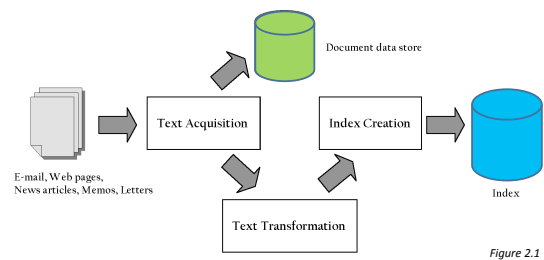 Document data store
Text Acquisition
Index Creation
E-mail, Web pages,
News articles, Memos, Letters
Index
Text Transformation
Figure 2.1